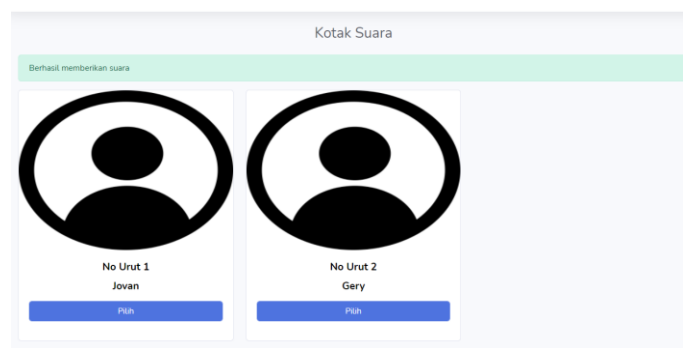 Kotak Suara
Berhasil memberikan suara
No Urut 1
Jovan
Pilih
No Urut 2
Gery
Pilih